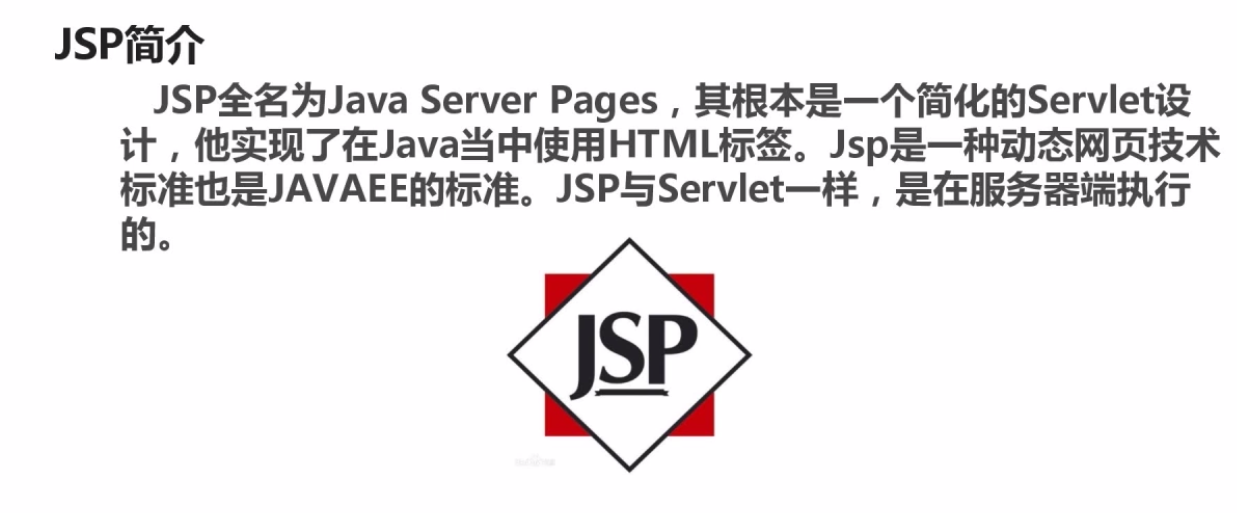 JSP简介
JSP全名为Java Server Pages，其根本是一个简化的Servlet设
计，他实现了在Java当中使用HTML标签。Jsp是一种动态网页技术
标准也是JAVAEE的标准。JSP与Servlet一样，是在服务器端执行
的。
JSP